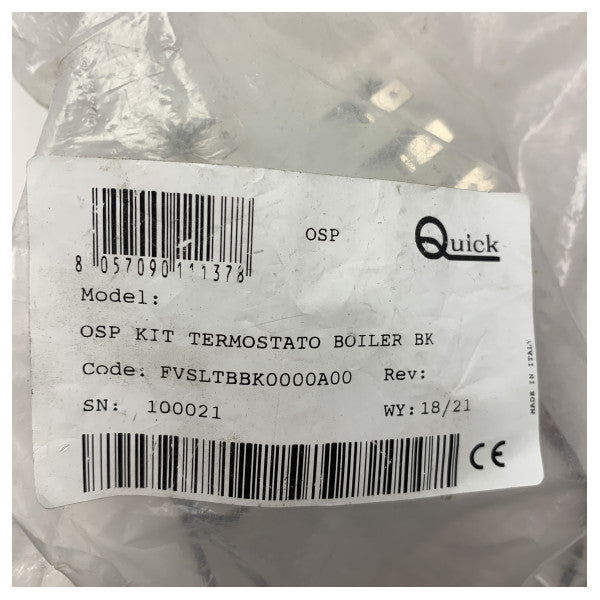 OSP
Quick
8 057090 111378
Model:
OSP KIT TERMOSTATO BOILER BK
Code: FVSLTBBK0000A00 Rev:
SN: 100021 WY: 18/21
CE
MADE IN ITALY